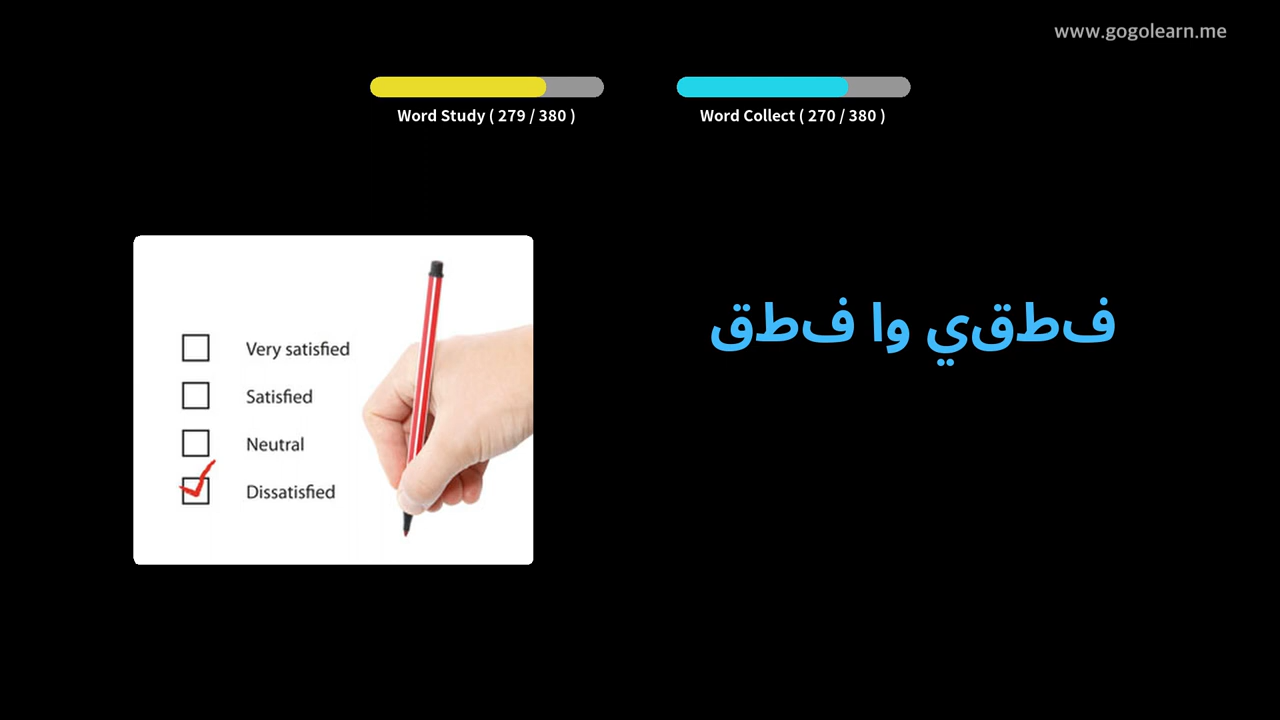 www.gogolearn.me
Word Study ( 279 / 380 )
Word Collect ( 270 / 380 )
فطقي وا فطق
Very satisfied
Satisfied
Neutral
Dissatisfied